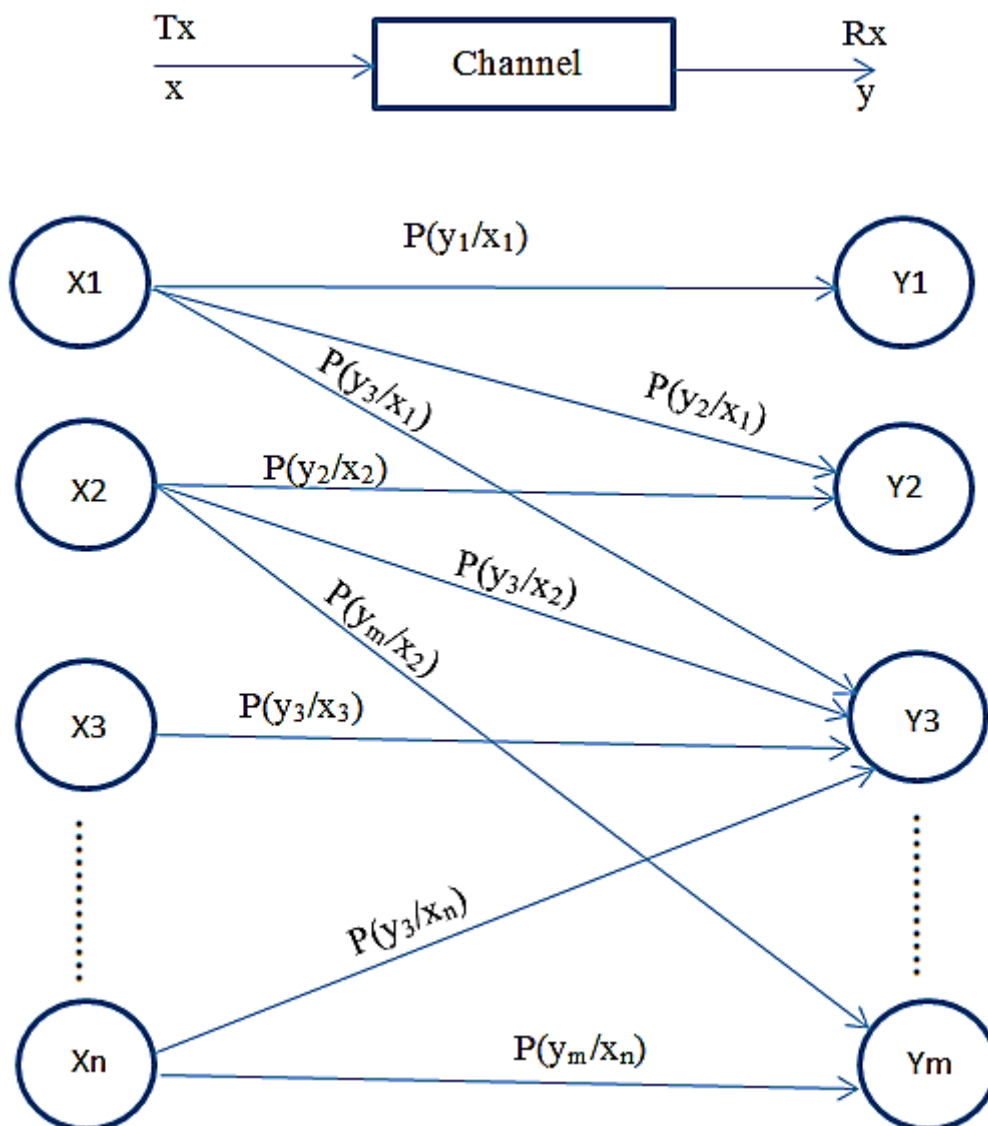 Tx
Channel
Rx
x
y
X1
P(y₁/x₁)
Y1
P(y₃/x₁)
P(y₂/x₁)
X2
P(y₂/x₂)
Y2
P(y₃/x₂)
P(yₘ/x₂)
X3
P(y₃/x₃)
Y3
P(y₃/xₙ)
Xn
P(yₘ/xₙ)
Ym